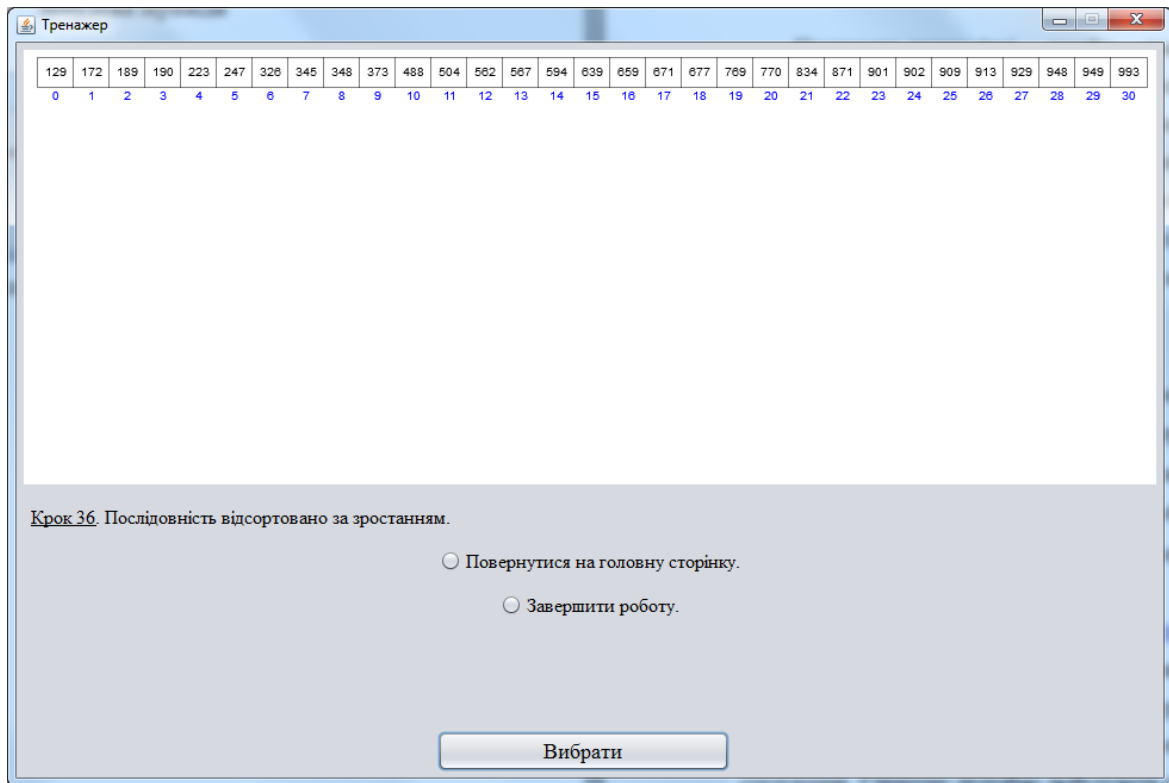 Тренажер
129 172 189 190 223 247 326 345 348 373 488 504 562 567 594 639 659 671 677 769 770 834 871 901 902 909 913 929 948 949 993
0 1 2 3 4 5 6 7 8 9 10 11 12 13 14 15 16 17 18 19 20 21 22 23 24 25 26 27 28 29 30
Крок 36. Послідовність відсортовано за зростанням.
Повернутися на головну сторінку.
Завершити роботу.
Вибрати